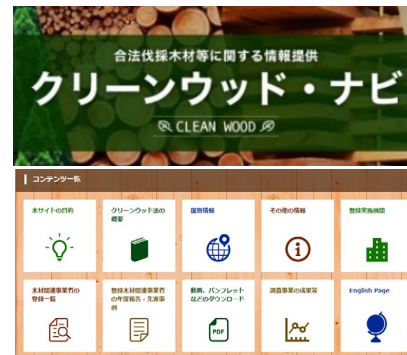 合法伐採木材等に関する情報提供
クリーンウッド・ナビ
CLEAN WOOD
コンテンツ一覧
本サイトの目的
クリーンウッド法の
概要
国別情報
その他の情報
登録実施機関
木材関連事業者の
登録一覧
登録木材関連事業者
の年度報告・先進事
例
動画、パンフレット
などのダウンロード
PDF
調査事業の成果等
English Page